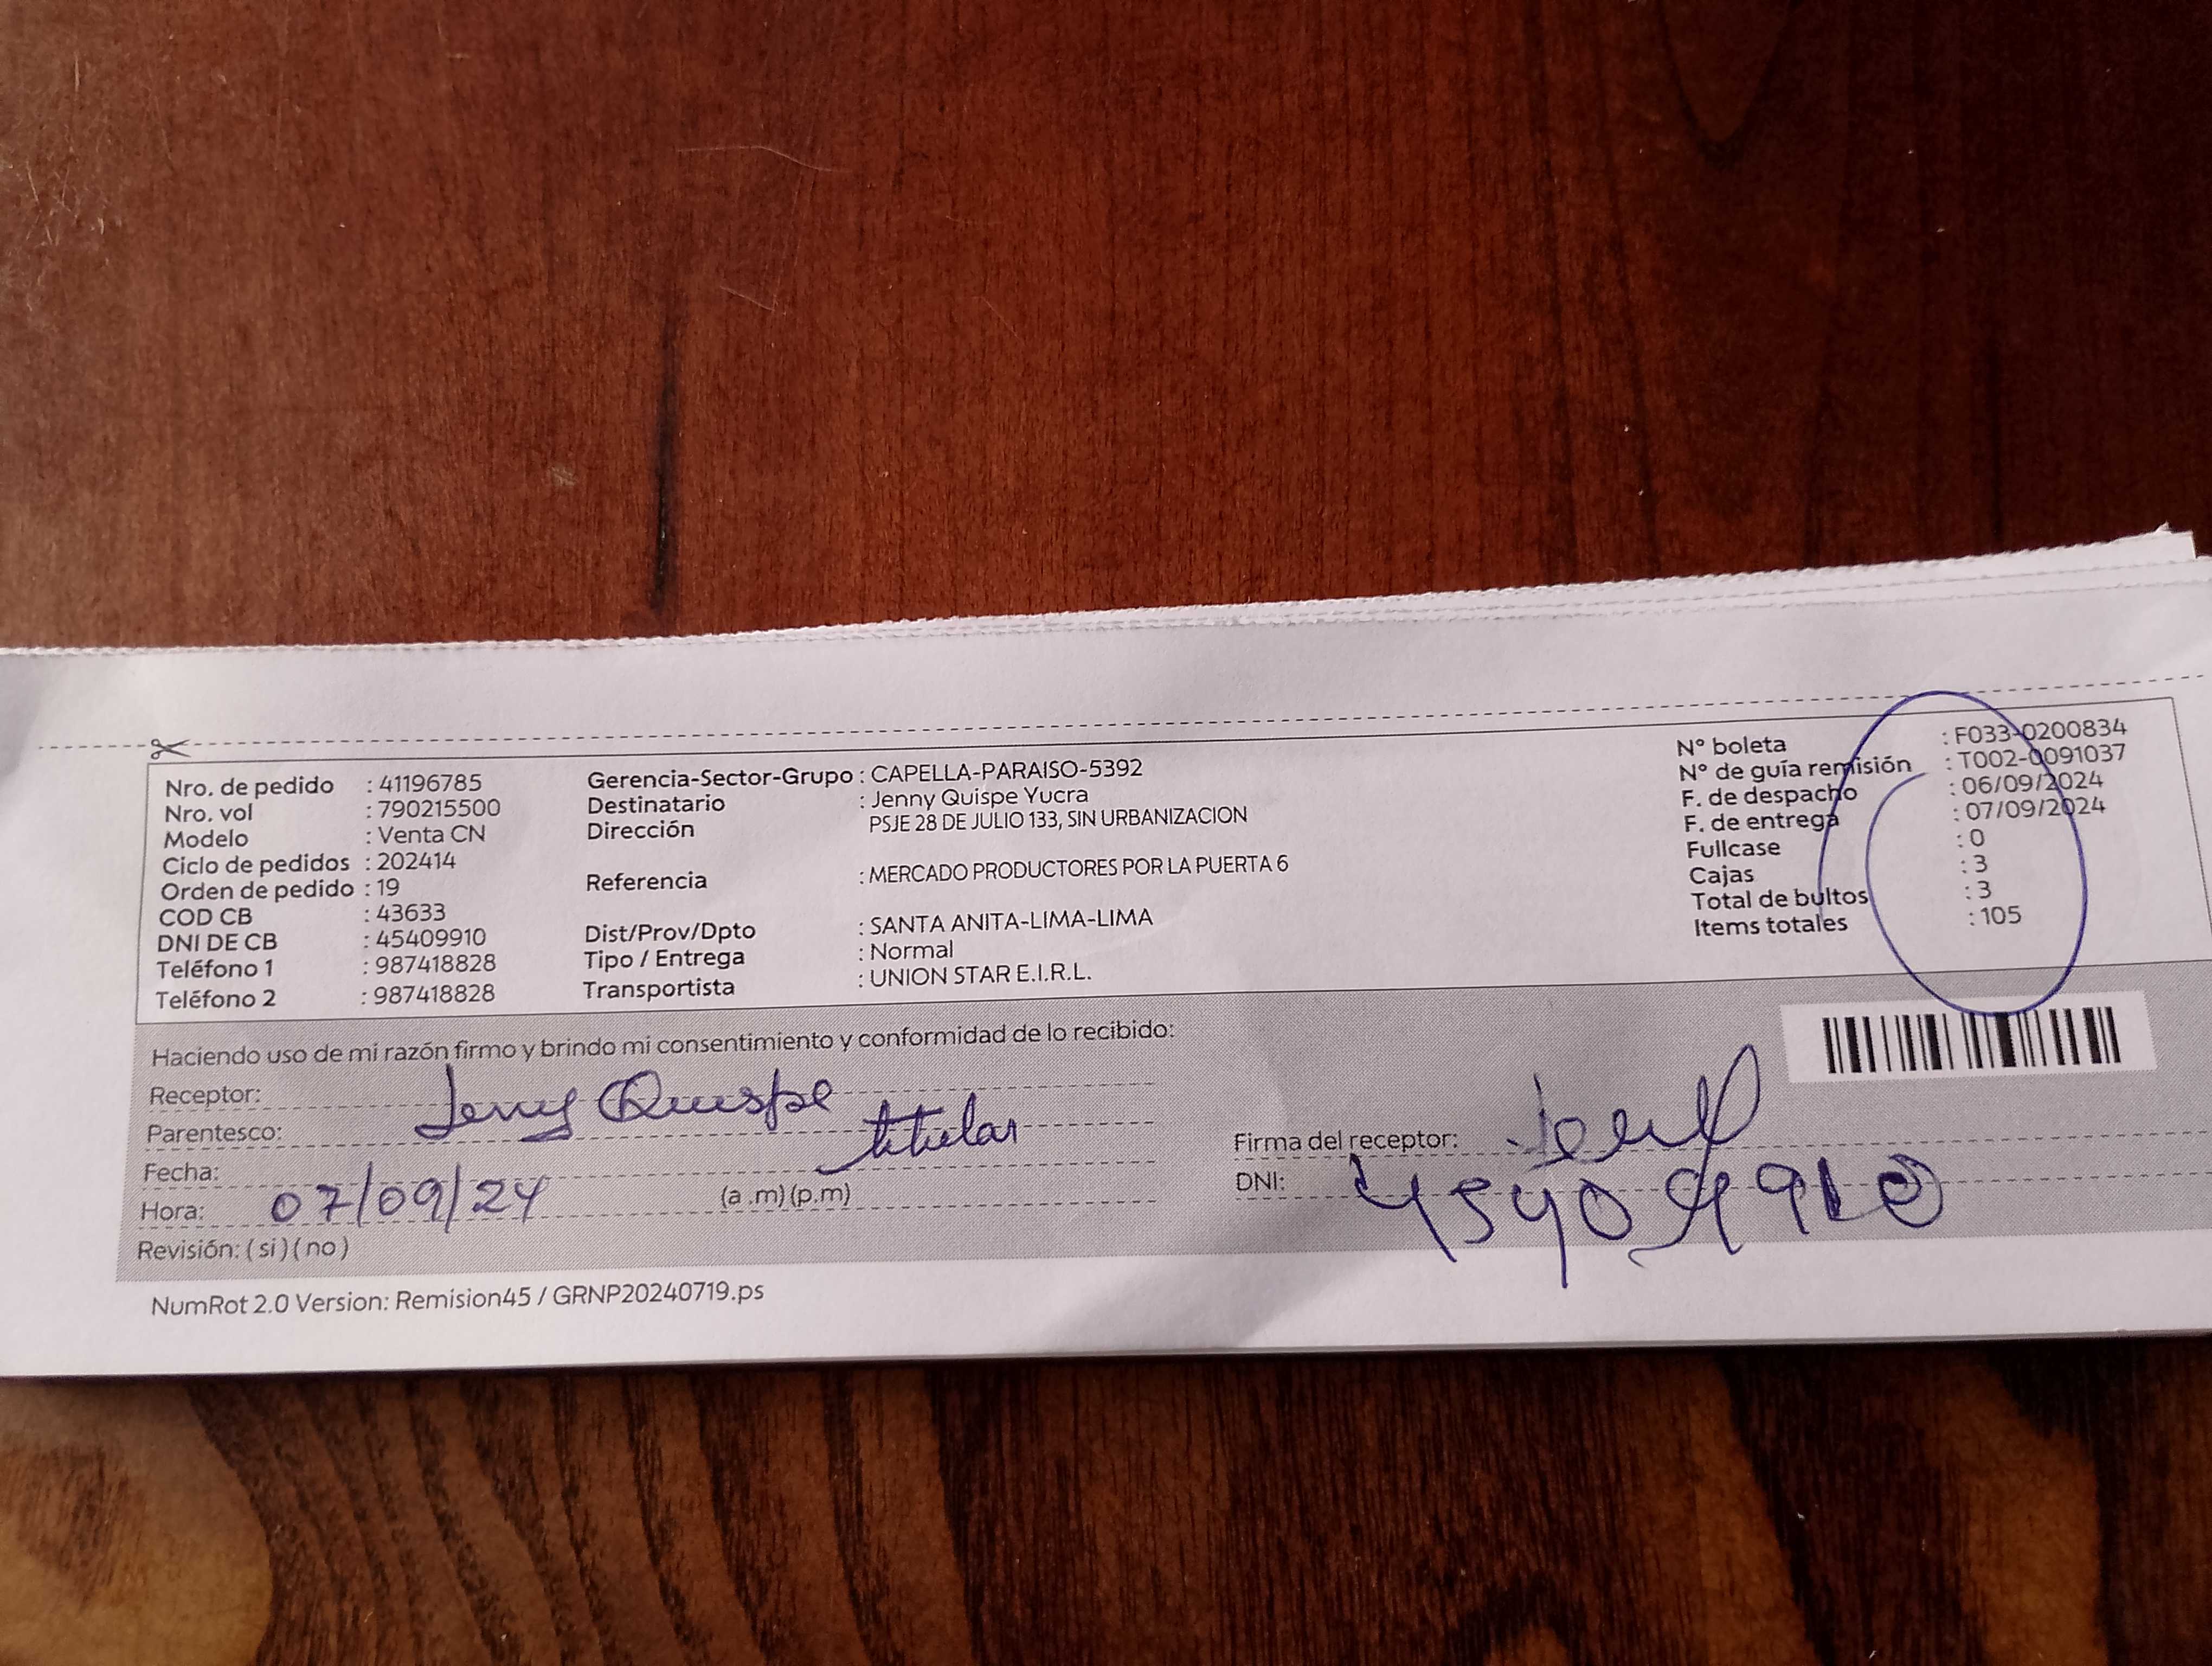 Nro. de pedido : 41196785
Nro. vol : 790215500
Modelo : Venta CN
Ciclo de pedidos : 202414
Orden de pedido : 19
COD CB : 43633
DNI DE CB : 45409910
Teléfono 1 : 987418828
Teléfono 2 : 987418828
Gerencia-Sector-Grupo : CAPELLA-PARAISO-5392
Destinatario : Jenny Quispe Yucra
Dirección PSJE 28 DE JULIO 133, SIN URBANIZACION
Referencia : MERCADO PRODUCTORES POR LA PUERTA 6
Dist/Prov/Dpto : SANTA ANITA-LIMA-LIMA
Tipo / Entrega : Normal
Transportista : UNION STAR E.I.R.L.
N° boleta : F033-0200834
N° de guía remisión : T002-0091037
F. de despacho : 06/09/2024
F. de entrega : 07/09/2024
Fullcase : 0
Cajas : 3
Total de bultos : 3
Items totales : 105
Haciendo uso de mi razón firmo y brindo mi consentimiento y conformidad de lo recibido:
Receptor: Jenny Quispe
Parentesco: titular
Fecha: 07/09/24
Hora: (a .m) (p.m)
Revisión: ( si ) ( no )
Firma del receptor:
DNI: 45409910
NumRot 2.0 Version: Remision45 / GRNP20240719.ps